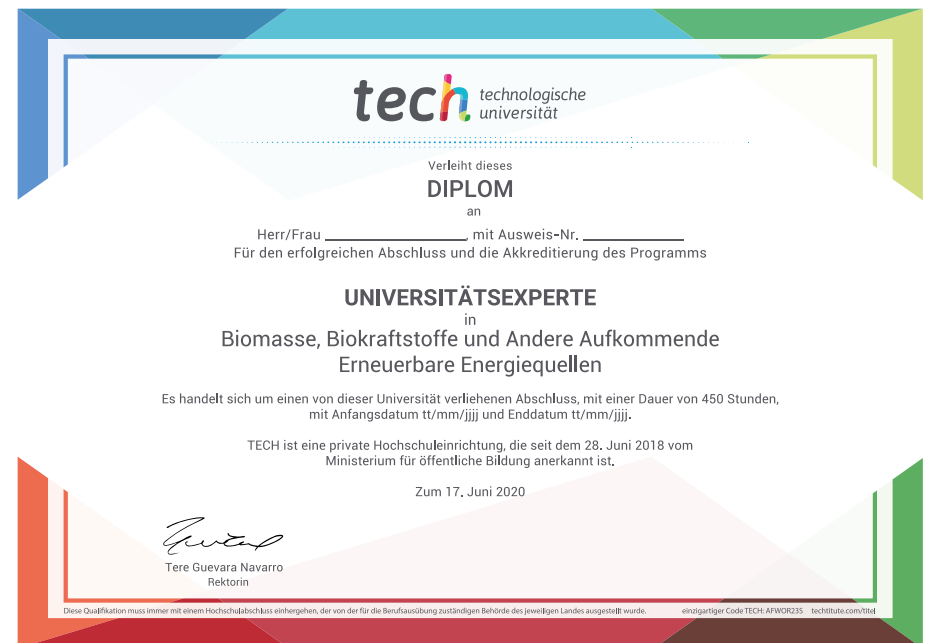 tech technologische
universität
Verleiht dieses
DIPLOM
an
Herr/Frau ____________________, mit Ausweis-Nr. ______________
Für den erfolgreichen Abschluss und die Akkreditierung des Programms
UNIVERSITÄTSEXPERTE
in
Biomasse, Biokraftstoffe und Andere Aufkommende
Erneuerbare Energiequellen
Es handelt sich um einen von dieser Universität verliehenen Abschluss, mit einer Dauer von 450 Stunden,
mit Anfangsdatum tt/mm/jjjj und Enddatum tt/mm/jjjj.
TECH ist eine private Hochschuleinrichtung, die seit dem 28. Juni 2018 vom
Ministerium für öffentliche Bildung anerkannt ist.
Zum 17. Juni 2020
Tere Guevara Navarro
Rektorin
Diese Qualifikation muss immer mit einem Hochschulabschluss einhergehen, der von der für die Berufsausübung zuständigen Behörde des jeweiligen Landes ausgestellt wurde. einzigartiger Code TECH: AFWOR23S techtitute.com/titel